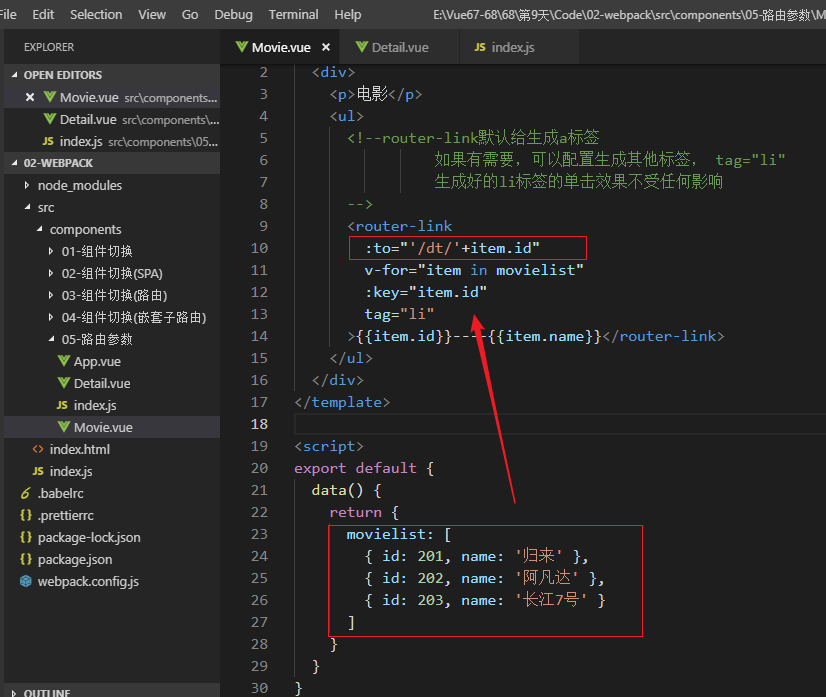 File Edit Selection View Go Debug Terminal Help E:\Vue67-68\68\第9天\Code\02-webpack\src\components\05-路由参数\M
EXPLORER
Movie.vue × Detail.vue index.js
OPEN EDITORS
× Movie.vue src\components...
Detail.vue src\components\...
JS index.js src\components\05...
02-WEBPACK
node_modules
src
components
01-组件切换
02-组件切换(SPA)
03-组件切换(路由)
04-组件切换(嵌套子路由)
05-路由参数
App.vue
Detail.vue
JS index.js
Movie.vue
<> index.html
JS index.js
.babelrc
{} .prettierrc
{} package-lock.json
{} package.json
webpack.config.js
OUTLINE
2 <div>
3 <p>电影</p>
4 <ul>
5 <!--router-link默认给生成a标签
6 如果有需要，可以配置生成其他标签， tag="li"
7 生成好的li标签的单击效果不受任何影响
8 -->
9 <router-link
10 :to="'/dt/'+item.id"
11 v-for="item in movielist"
12 :key="item.id"
13 tag="li"
14 >{{item.id}}----{{item.name}}</router-link>
15 </ul>
16 </div>
17 </template>
18
19 <script>
20 export default {
21 data() {
22 return {
23 movielist: [
24 { id: 201, name: '归来' },
25 { id: 202, name: '阿凡达' },
26 { id: 203, name: '长江7号' }
27 ]
28 }
29 }
30 }